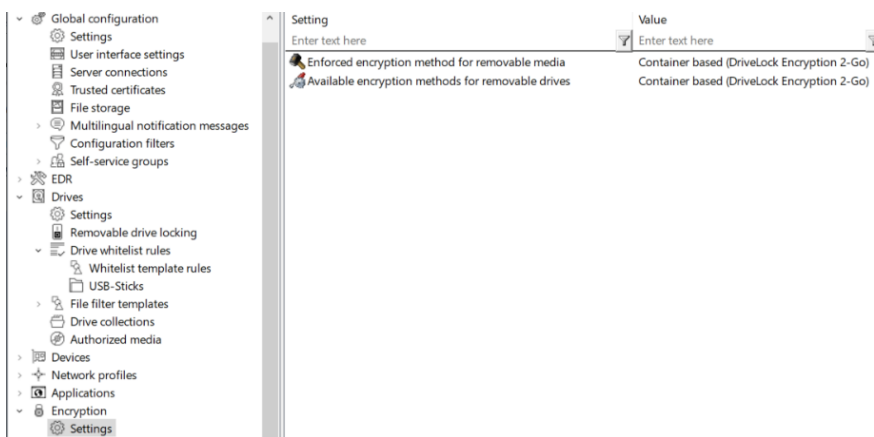 Global configuration
Settings
User interface settings
Server connections
Trusted certificates
File storage
Multilingual notification messages
Configuration filters
Self-service groups
EDR
Drives
Settings
Removable drive locking
Drive whitelist rules
Whitelist template rules
USB-Sticks
File filter templates
Drive collections
Authorized media
Devices
Network profiles
Applications
Encryption
Settings
Setting Value
Enter text here Enter text here
Enforced encryption method for removable media Container based (DriveLock Encryption 2-Go)
Available encryption methods for removable drives Container based (DriveLock Encryption 2-Go)